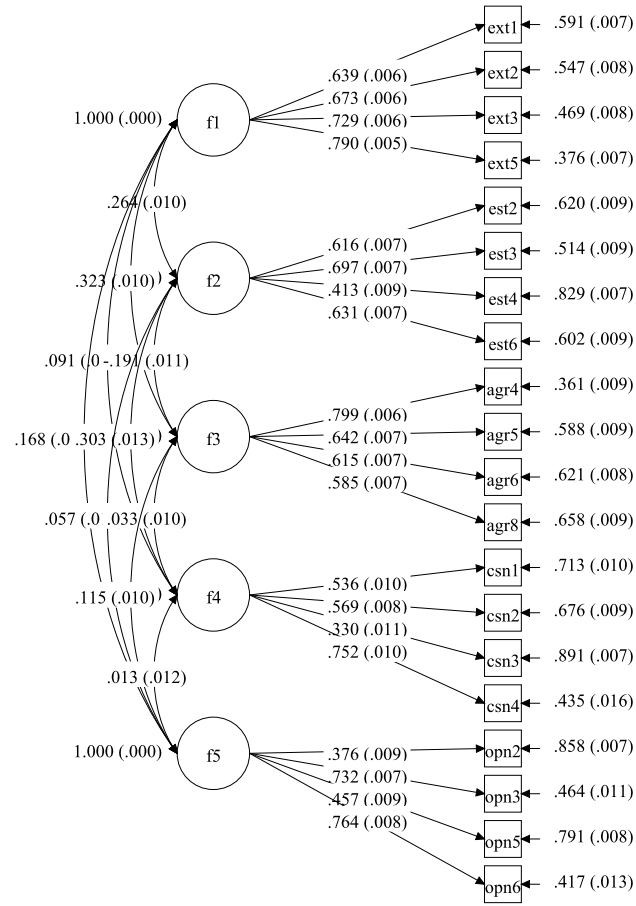 ext1 .591 (.007)
.639 (.006) ext2 .547 (.008)
.673 (.006)
1.000 (.000) f1 .729 (.006) ext3 .469 (.008)
.790 (.005)
ext5 .376 (.007)
.264 (.010) est2 .620 (.009)
.616 (.007)
.697 (.007) est3 .514 (.009)
.323 (.010) f2 .413 (.009) est4 .829 (.007)
.631 (.007)
est6 .602 (.009)
.091 (.0 -.191 (.011)
agr4 .361 (.009)
.799 (.006)
.168 (.0 .303 (.013) f3 .642 (.007) agr5 .588 (.009)
.615 (.007)
.585 (.007) agr6 .621 (.008)
.057 (.0 .033 (.010) agr8 .658 (.009)
csn1 .713 (.010)
.536 (.010)
.115 (.010) f4 .569 (.008) csn2 .676 (.009)
.330 (.011)
.752 (.010) csn3 .891 (.007)
.013 (.012)
csn4 .435 (.016)
1.000 (.000) f5 .376 (.009) opn2 .858 (.007)
.732 (.007)
.457 (.009) opn3 .464 (.011)
.764 (.008)
opn5 .791 (.008)
opn6 .417 (.013)